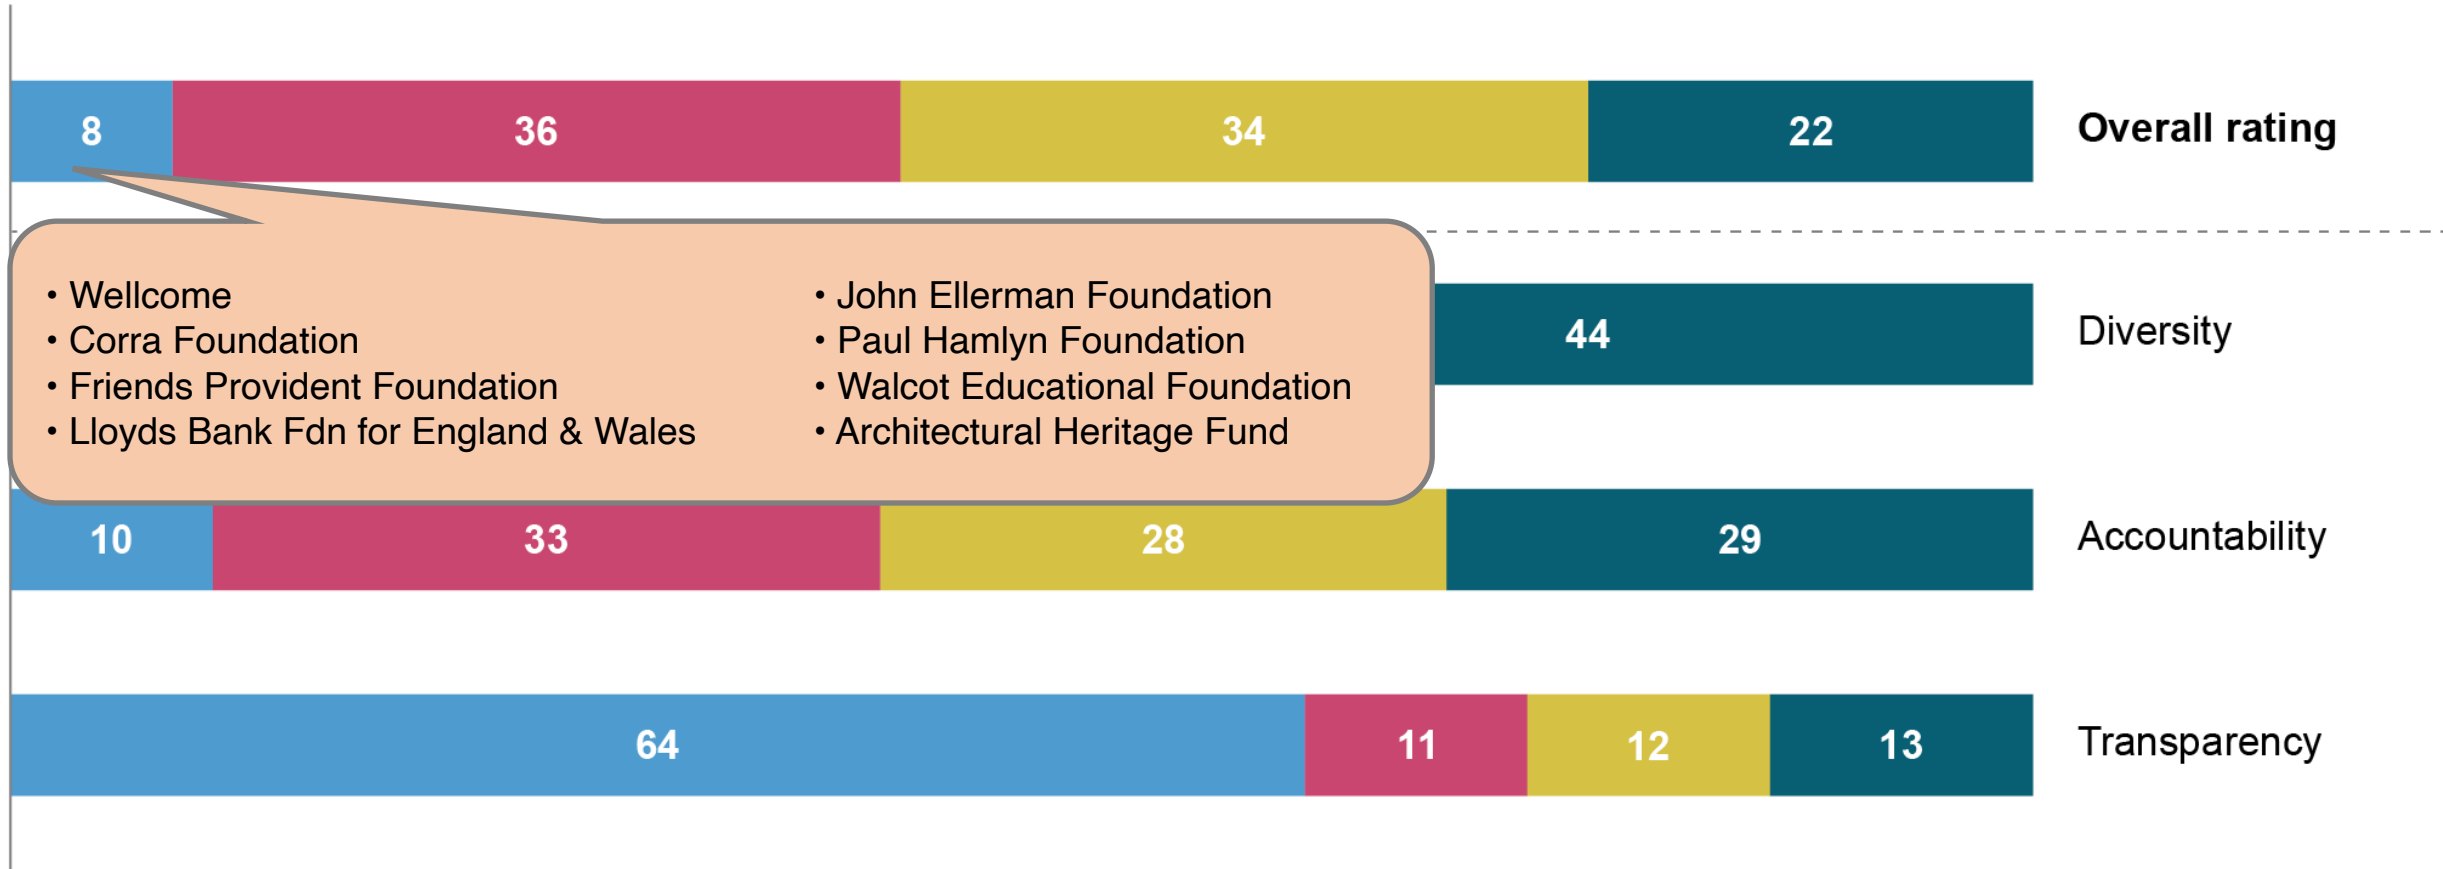 8 36 34 22 Overall rating
• Wellcome
• Corra Foundation
• Friends Provident Foundation
• Lloyds Bank Fdn for England & Wales
• John Ellerman Foundation
• Paul Hamlyn Foundation
• Walcot Educational Foundation
• Architectural Heritage Fund
44 Diversity
10 33 28 29 Accountability
64 11 12 13 Transparency